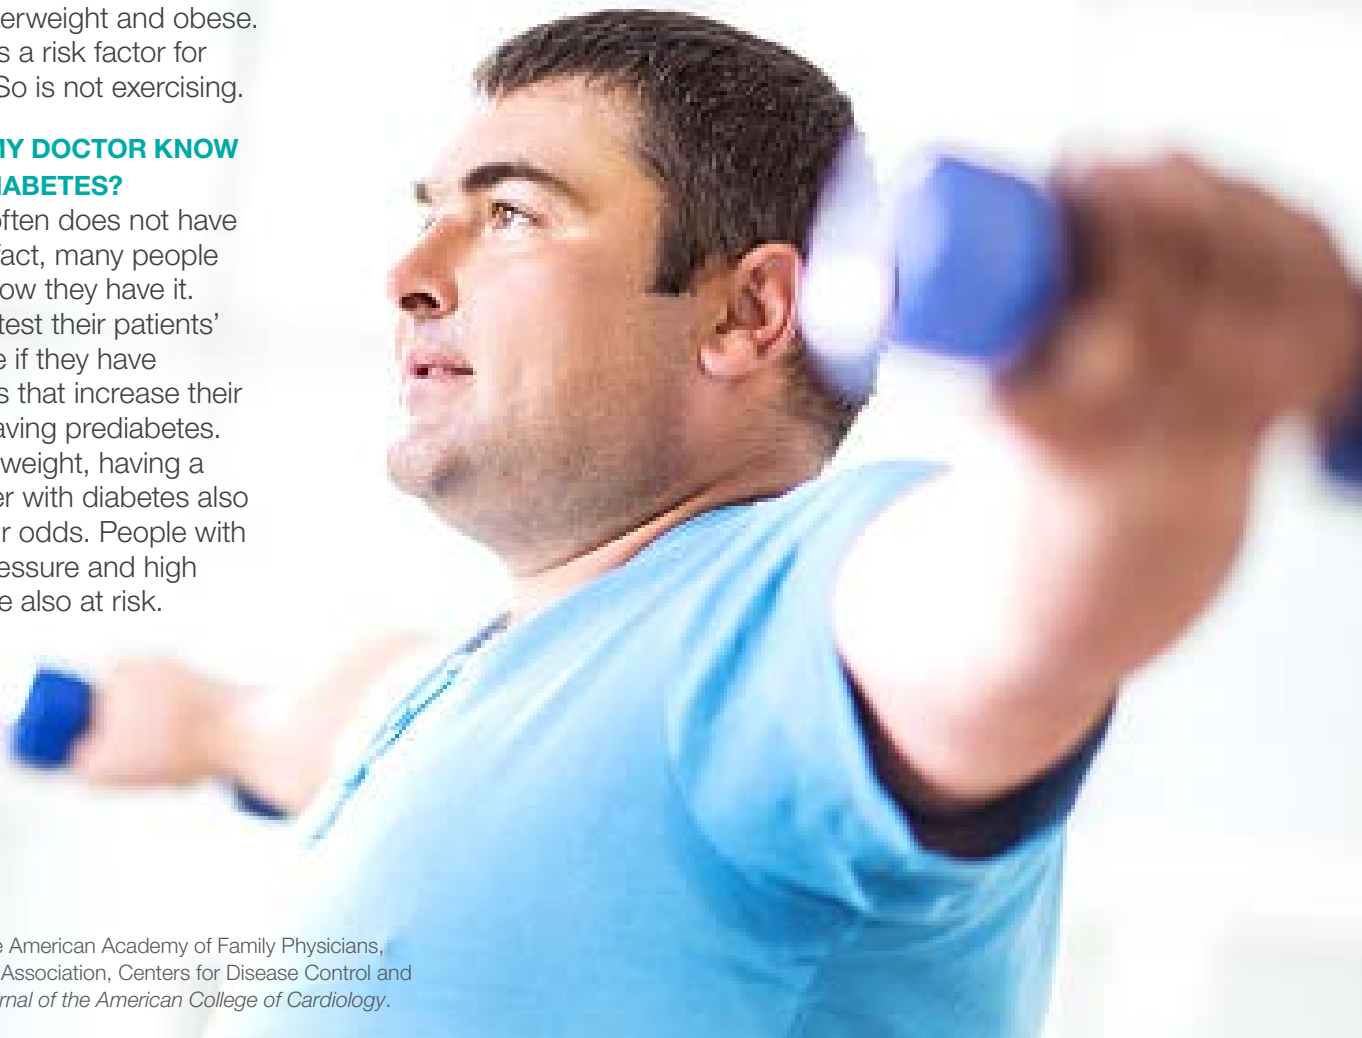 erweight and obese.
s a risk factor for
So is not exercising.
MY DOCTOR KNOW
IABETES?
often does not have
fact, many people
ow they have it.
test their patients’
e if they have
s that increase their
aving prediabetes.
weight, having a
er with diabetes also
r odds. People with
essure and high
e also at risk.
e American Academy of Family Physicians,
Association, Centers for Disease Control and
rnal of the American College of Cardiology.